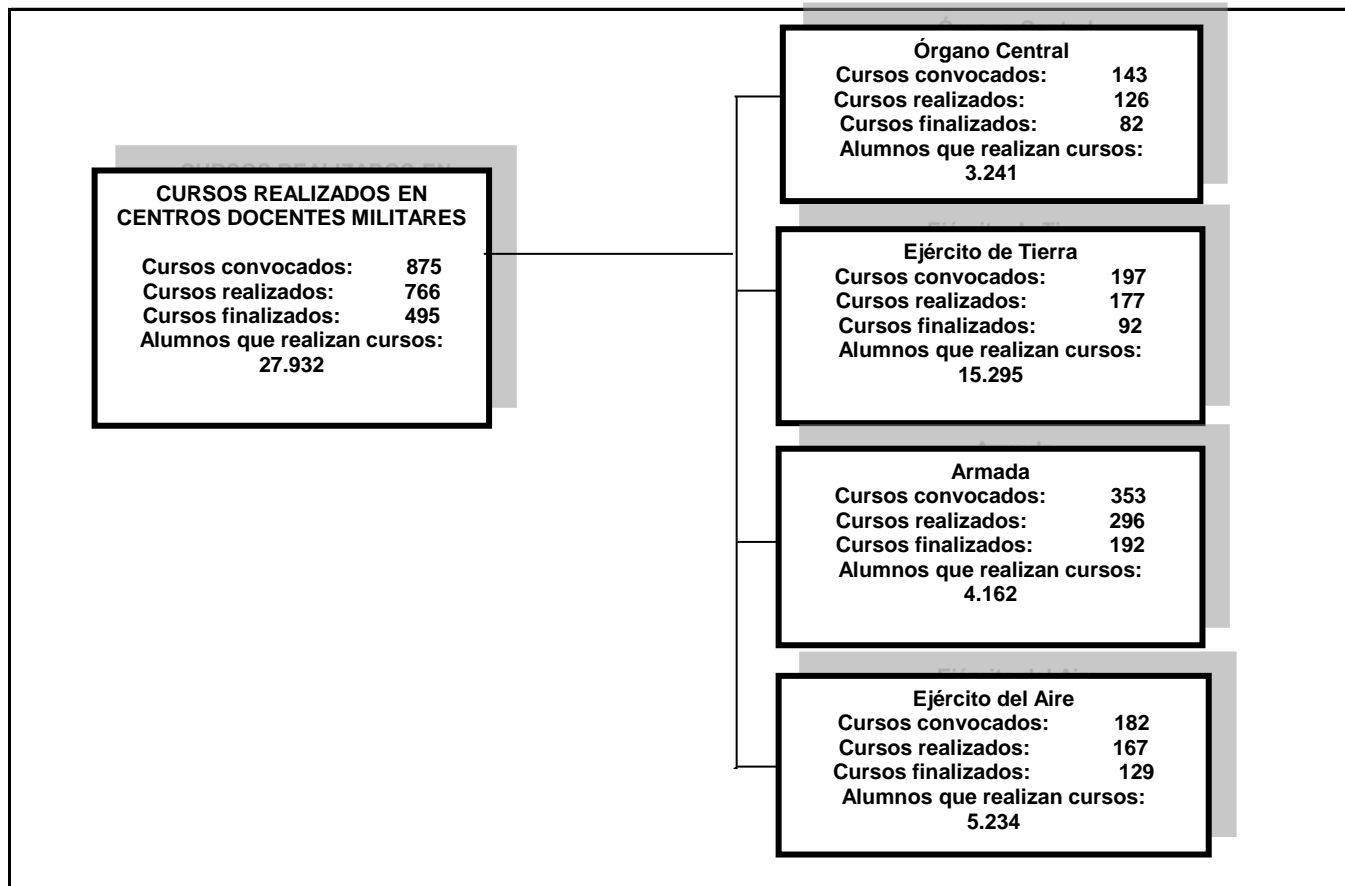 CURSOS REALIZADOS EN
CENTROS DOCENTES MILITARES
Cursos convocados: 875
Cursos realizados: 766
Cursos finalizados: 495
Alumnos que realizan cursos:
27.932
Órgano Central
Cursos convocados: 143
Cursos realizados: 126
Cursos finalizados: 82
Alumnos que realizan cursos:
3.241
Ejército de Tierra
Cursos convocados: 197
Cursos realizados: 177
Cursos finalizados: 92
Alumnos que realizan cursos:
15.295
Armada
Cursos convocados: 353
Cursos realizados: 296
Cursos finalizados: 192
Alumnos que realizan cursos:
4.162
Ejército del Aire
Cursos convocados: 182
Cursos realizados: 167
Cursos finalizados: 129
Alumnos que realizan cursos:
5.234